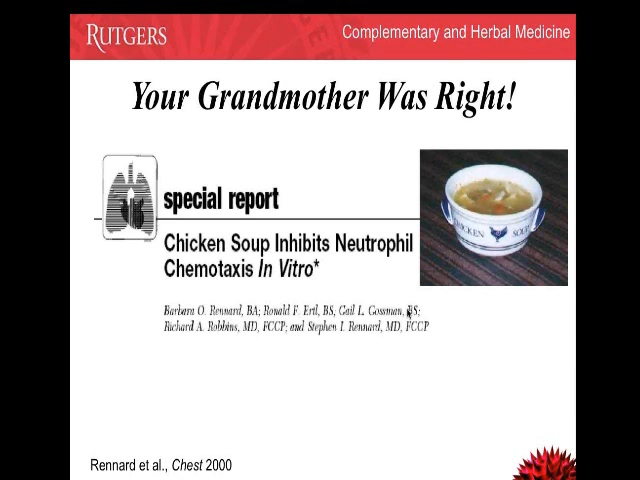 RUTGERS
Complementary and Herbal Medicine
Your Grandmother Was Right!
special report
Chicken Soup Inhibits Neutrophil
Chemotaxis In Vitro*
Barbara O. Rennard, BA; Ronald F. Ertl, BS; Gail L. Gossman, BS;
Richard A. Robbins, MD, FCCP; and Stephen I. Rennard, MD, FCCP
CHICKEN SOUP
Rennard et al., Chest 2000